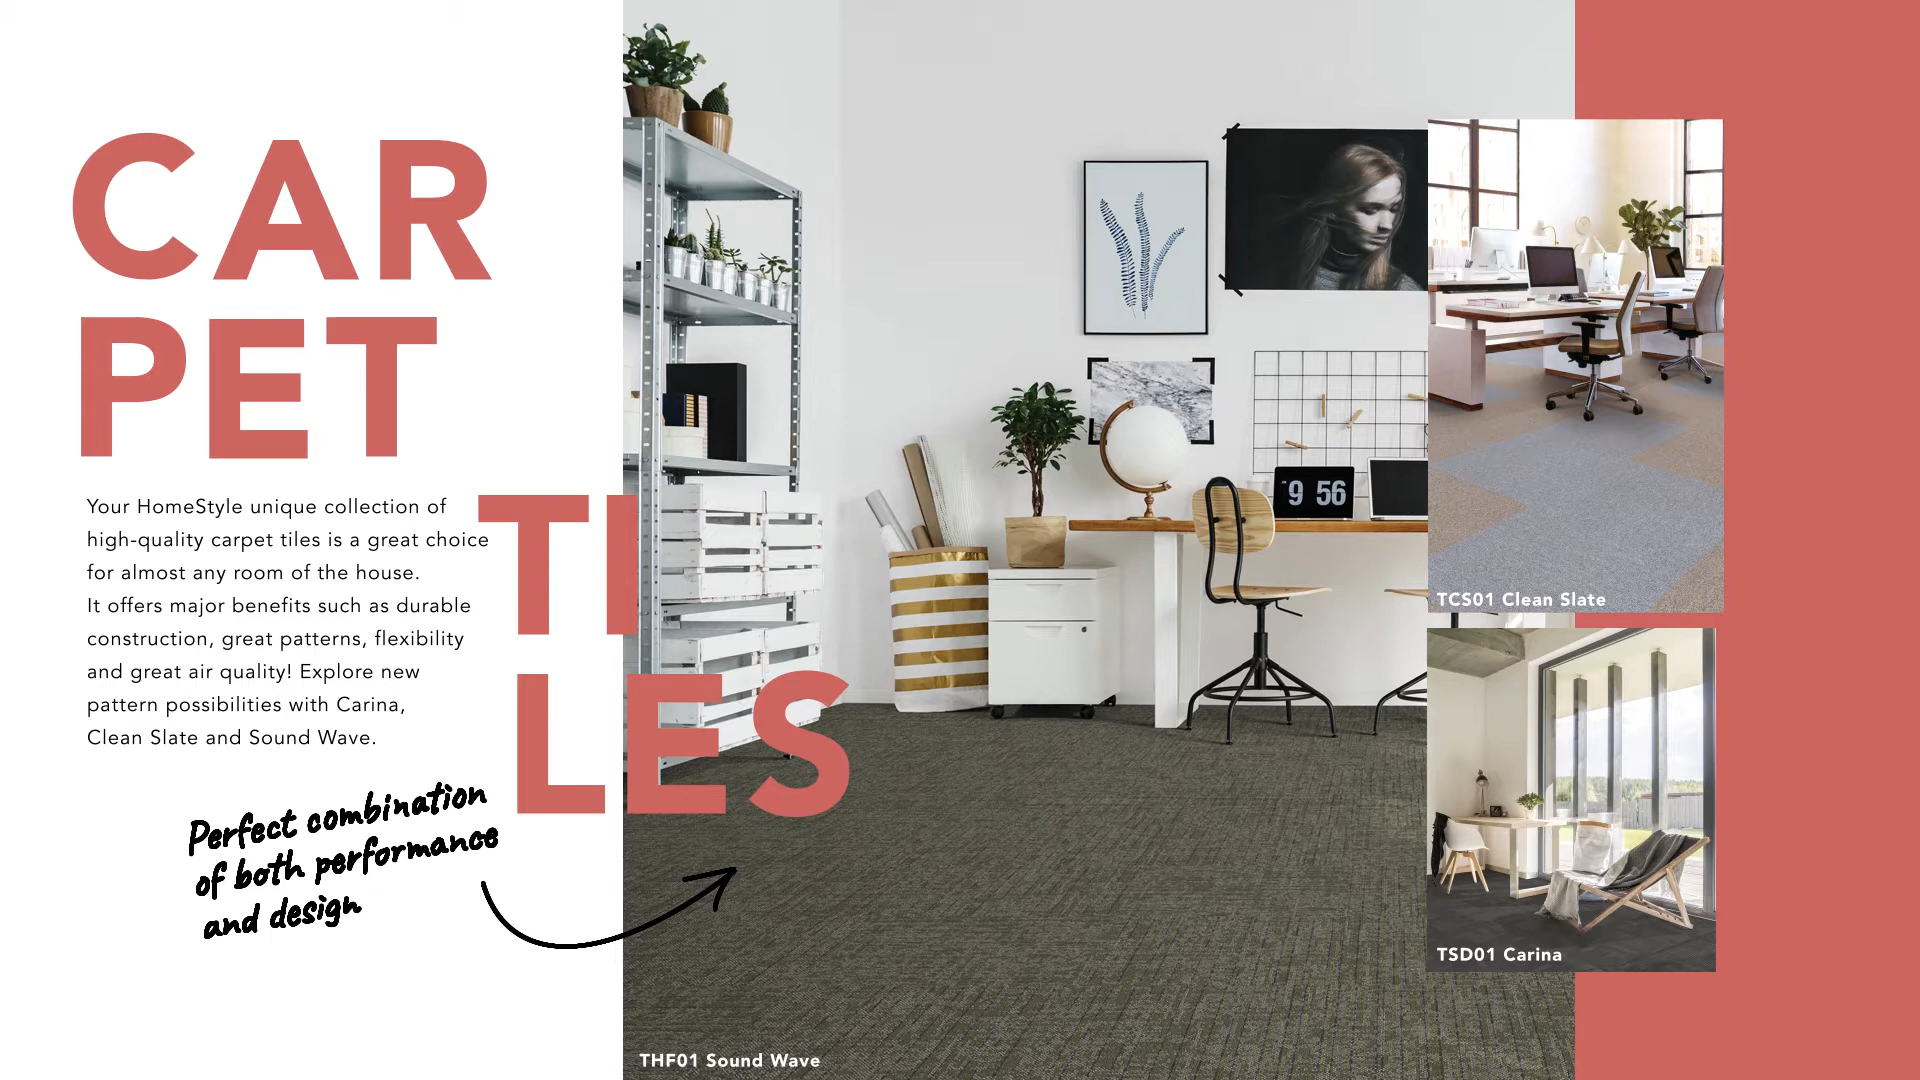 CAR
PET
TI
LES
Your HomeStyle unique collection of
high-quality carpet tiles is a great choice
for almost any room of the house.
It offers major benefits such as durable
construction, great patterns, flexibility
and great air quality! Explore new
pattern possibilities with Carina,
Clean Slate and Sound Wave.
Perfect combination
of both performance
and design
9 56
TCS01 Clean Slate
TSD01 Carina
THF01 Sound Wave